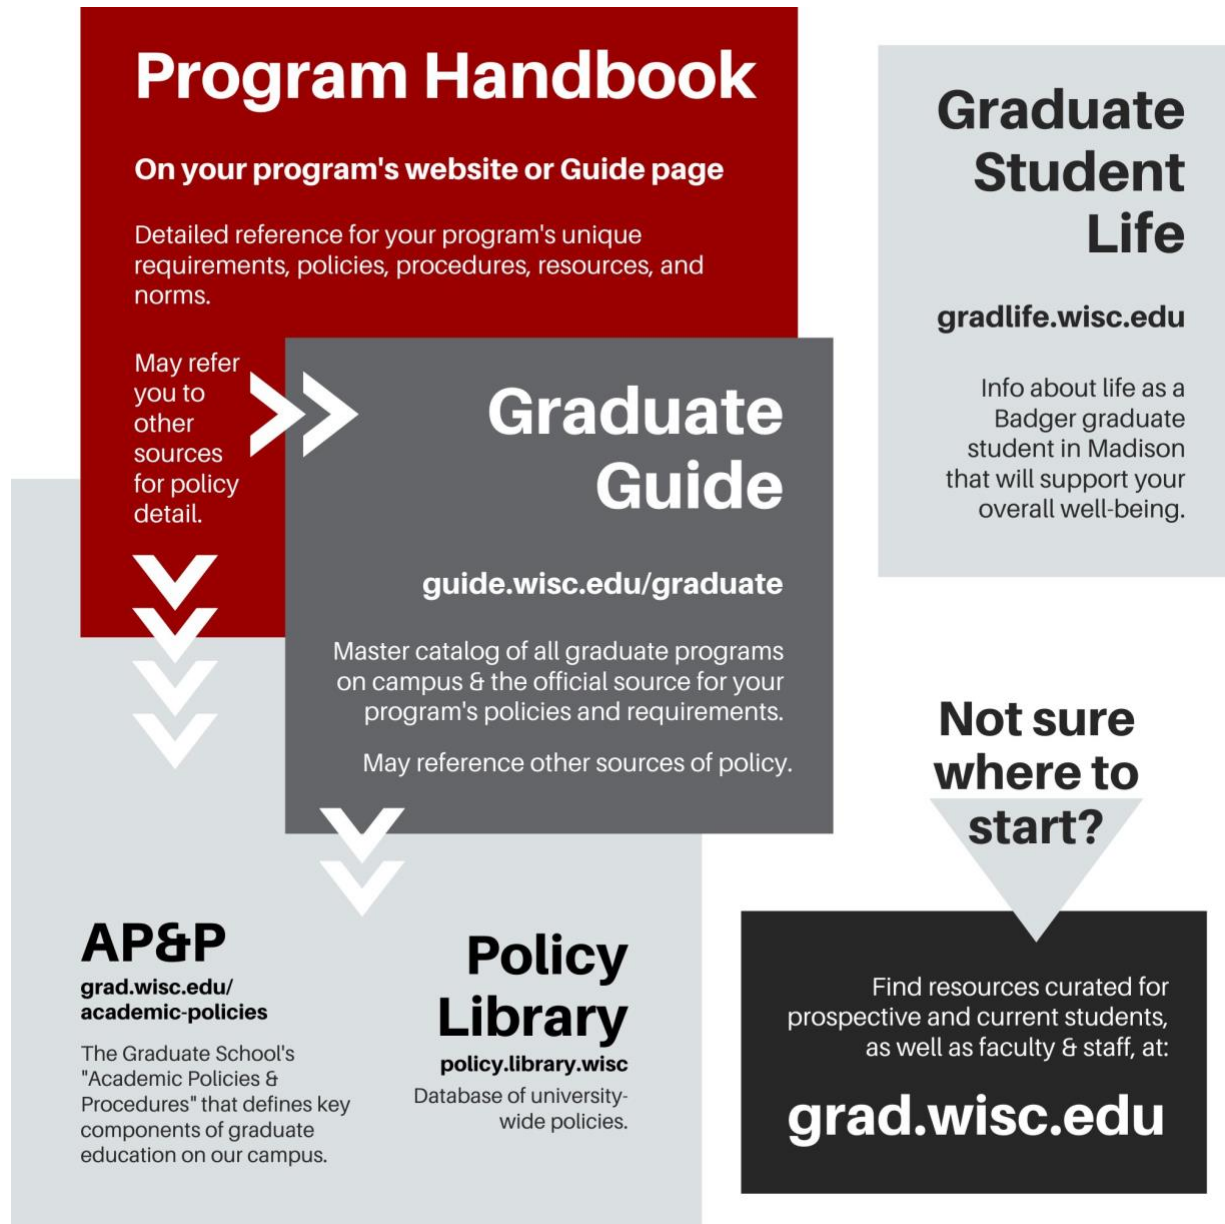 Program Handbook
On your program's website or Guide page
Detailed reference for your program's unique
requirements, policies, procedures, resources, and
norms.
May refer
you to
other
sources
for policy
detail.
Graduate
Guide
guide.wisc.edu/graduate
Master catalog of all graduate programs
on campus & the official source for your
program's policies and requirements.
May reference other sources of policy.
AP&P
grad.wisc.edu/
academic-policies
The Graduate School's
"Academic Policies &
Procedures" that defines key
components of graduate
education on our campus.
Policy
Library
policy.library.wisc
Database of university-
wide policies.
Graduate
Student
Life
gradlife.wisc.edu
Info about life as a
Badger graduate
student in Madison
that will support your
overall well-being.
Not sure
where to
start?
Find resources curated for
prospective and current students,
as well as faculty & staff, at:
grad.wisc.edu